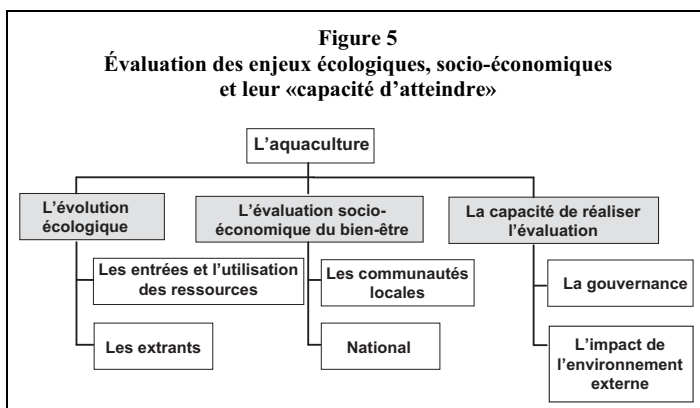 Figure 5
Évaluation des enjeux écologiques, socio-économiques
et leur «capacité d’atteindre»
L’aquaculture
L’évolution
écologique
L’évaluation socio-
économique du bien-être
La capacité de réaliser
l’évaluation
Les entrées et l’utilisation
des ressources
Les communautés
locales
La gouvernance
Les extrants
National
L’impact de
l’environnement
externe